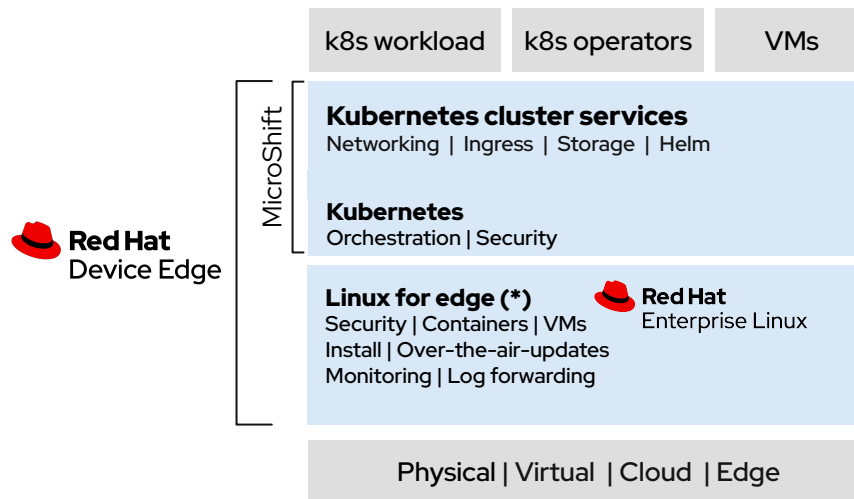 k8s workload
k8s operators
VMs
MicroShift
Kubernetes cluster services
Networking | Ingress | Storage | Helm
Kubernetes
Orchestration | Security
Red Hat
Device Edge
Linux for edge (*)
Security | Containers | VMs
Install | Over-the-air-updates
Monitoring | Log forwarding
Red Hat
Enterprise Linux
Physical | Virtual | Cloud | Edge